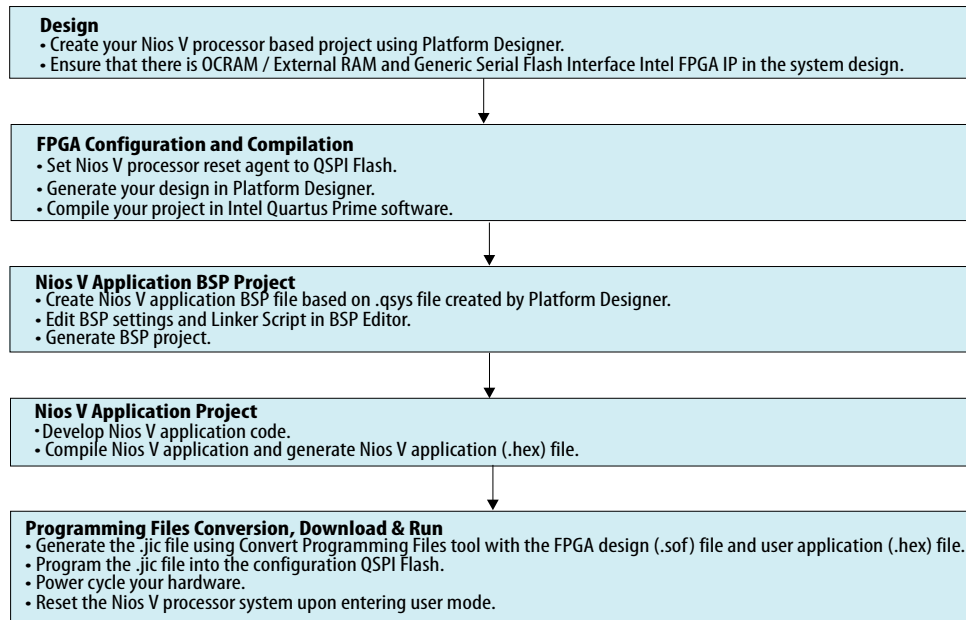 Design
• Create your Nios V processor based project using Platform Designer.
• Ensure that there is OCRAM / External RAM and Generic Serial Flash Interface Intel FPGA IP in the system design.
FPGA Configuration and Compilation
• Set Nios V processor reset agent to QSPI Flash.
• Generate your design in Platform Designer.
• Compile your project in Intel Quartus Prime software.
Nios V Application BSP Project
• Create Nios V application BSP file based on .qsys file created by Platform Designer.
• Edit BSP settings and Linker Script in BSP Editor.
• Generate BSP project.
Nios V Application Project
• Develop Nios V application code.
• Compile Nios V application and generate Nios V application (.hex) file.
Programming Files Conversion, Download & Run
• Generate the .jic file using Convert Programming Files tool with the FPGA design (.sof) file and user application (.hex) file.
• Program the .jic file into the configuration QSPI Flash.
• Power cycle your hardware.
• Reset the Nios V processor system upon entering user mode.